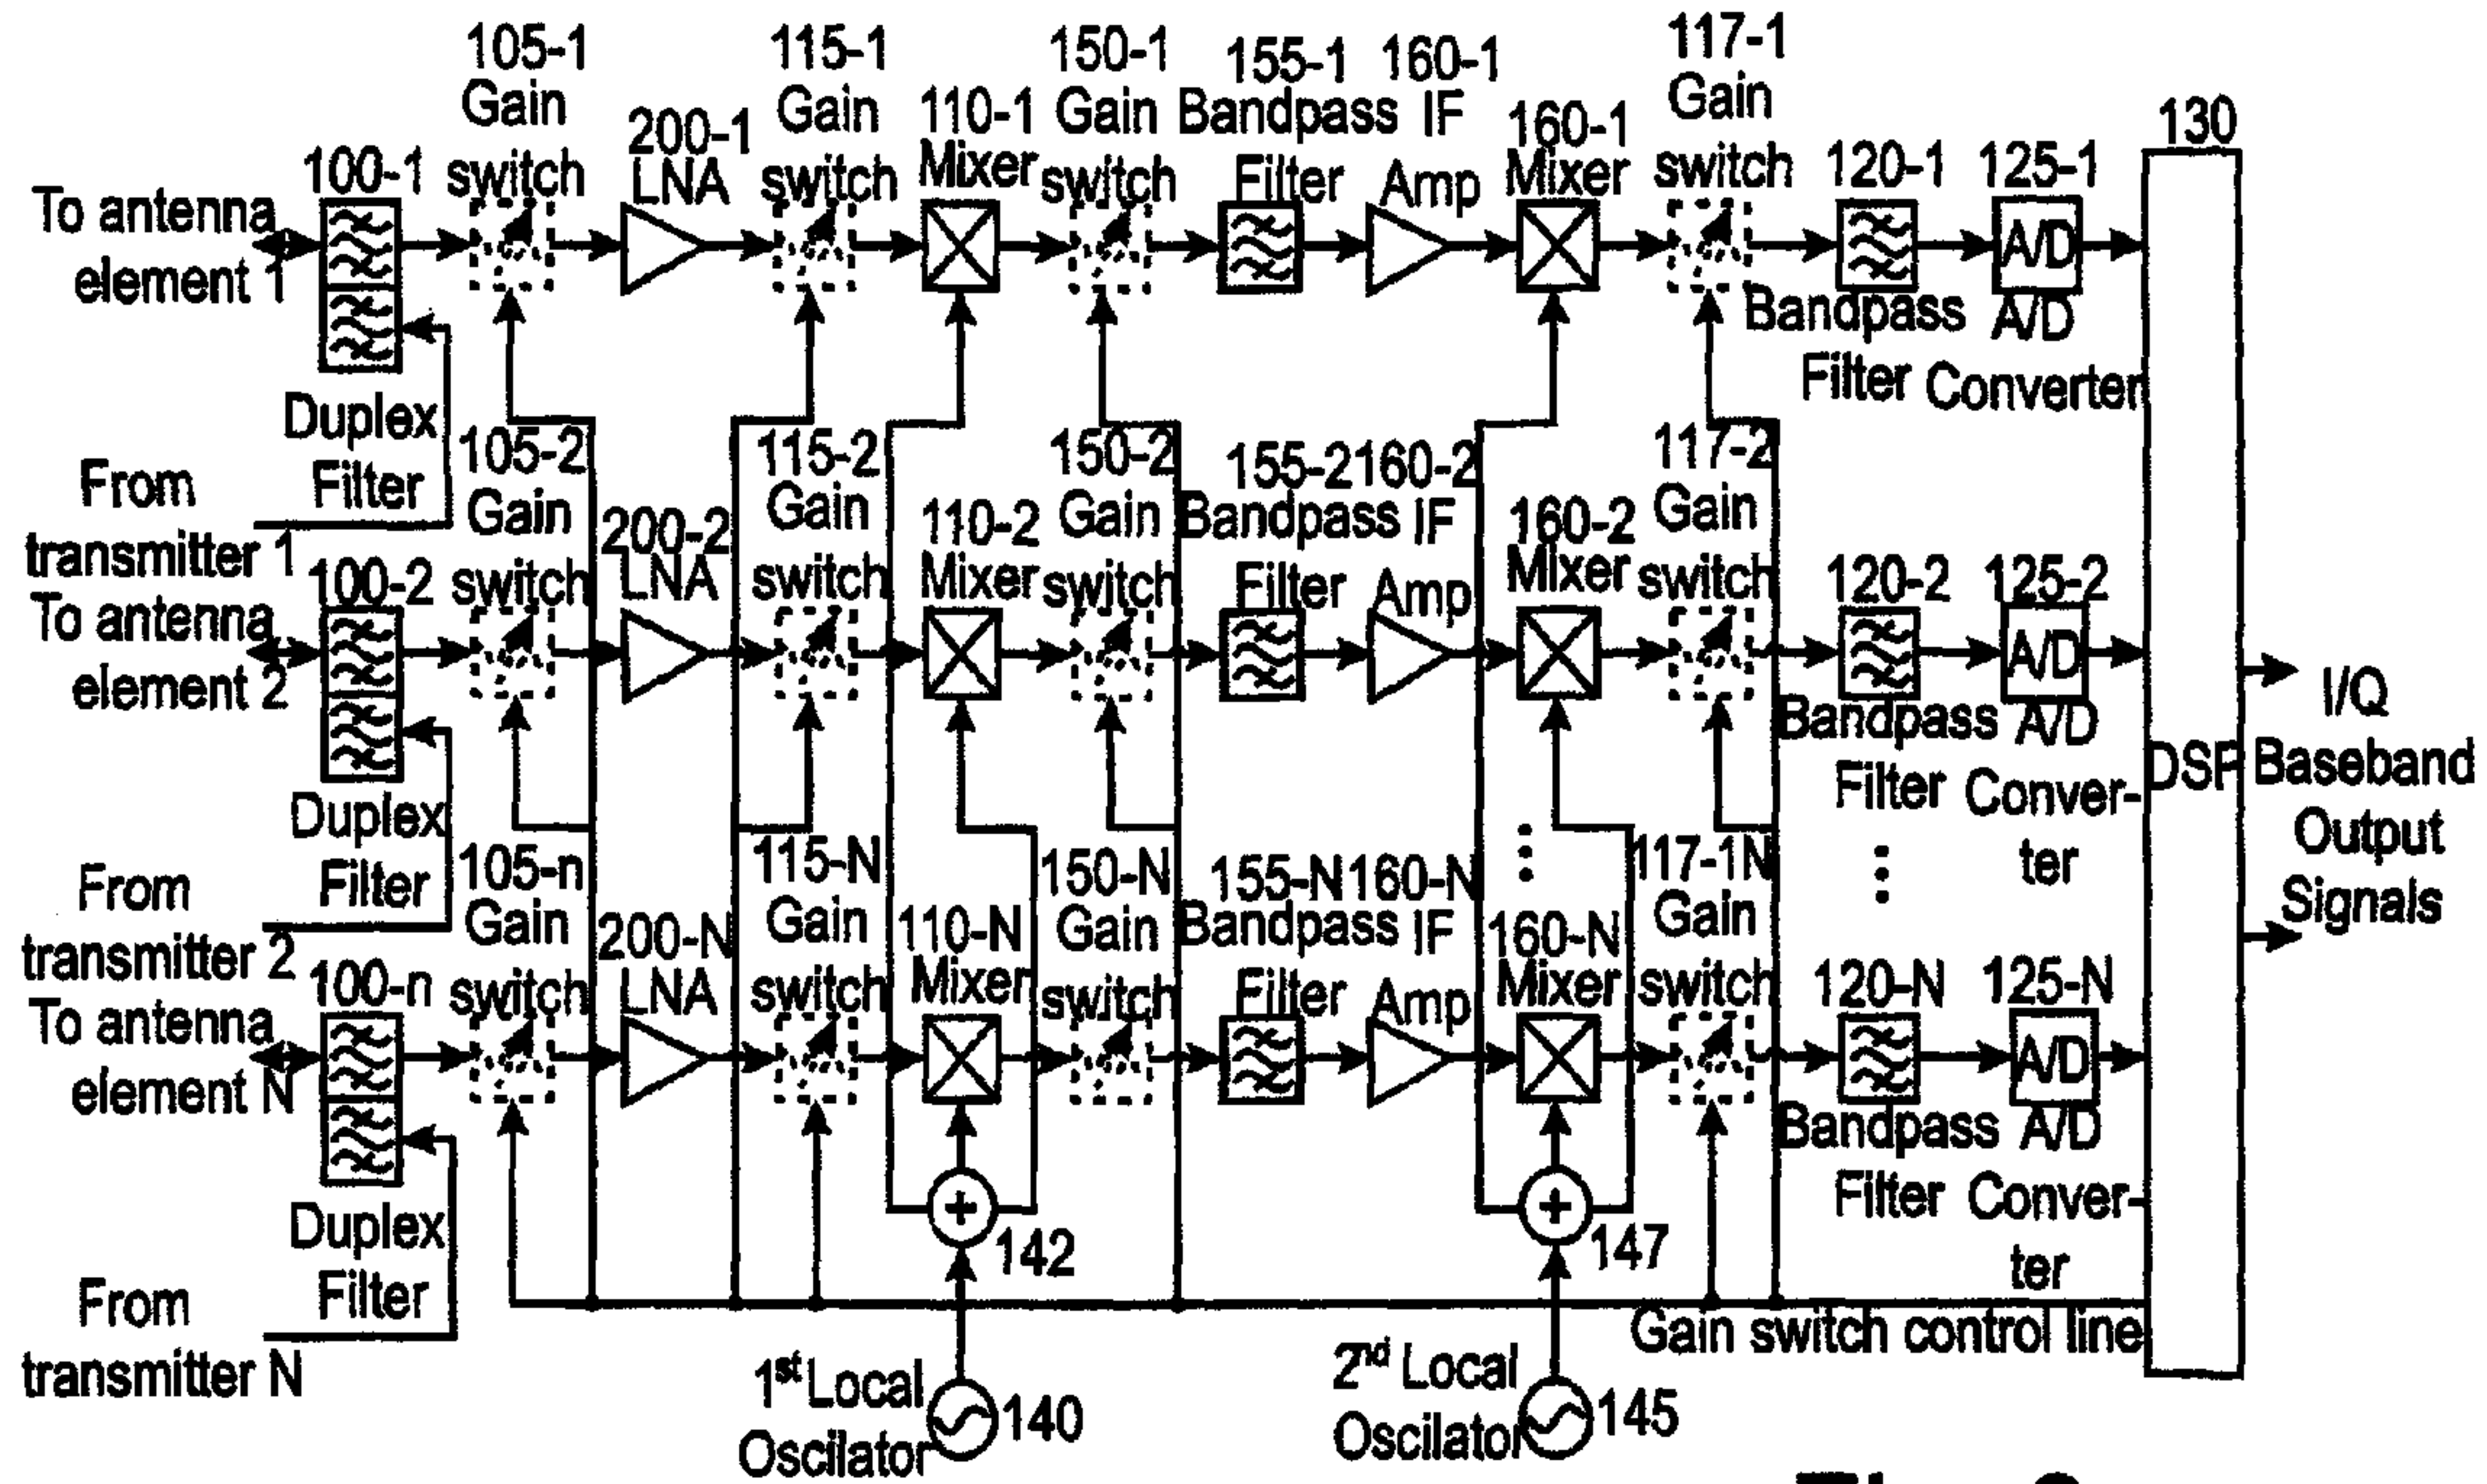 105-1
Gain
switch
115-1
Gain
switch
150-1
Gain
switch
155-1
Bandpass
Filter
160-1
IF
Amp
117-1
Gain
switch
200-1
LNA
110-1
Mixer
160-1
Mixer
130
100-1
120-1
125-1
To antenna
element 1
A/D
Bandpass
Filter
A/D
Converter
Duplex
Filter
From
transmitter 1
105-2
Gain
switch
115-2
Gain
switch
150-2
Gain
switch
155-2
Bandpass
Filter
160-2
IF
Amp
117-2
Gain
switch
200-2
LNA
110-2
Mixer
160-2
Mixer
100-2
120-2
125-2
To antenna
element 2
A/D
Bandpass
Filter
A/D
Conver-
ter
DSP
I/Q
Baseband
Output
Signals
Duplex
Filter
From
transmitter 2
105-n
Gain
switch
115-N
Gain
switch
150-N
Gain
switch
155-N
Bandpass
Filter
160-N
IF
Amp
117-1N
Gain
switch
200-N
LNA
110-N
Mixer
160-N
Mixer
100-n
120-N
125-N
To antenna
element N
A/D
Bandpass
Filter
A/D
Conver-
ter
Duplex
Filter
From
transmitter N
+
142
+
147
Gain switch control line
1st Local
Oscilator
140
2nd Local
Oscilator
145